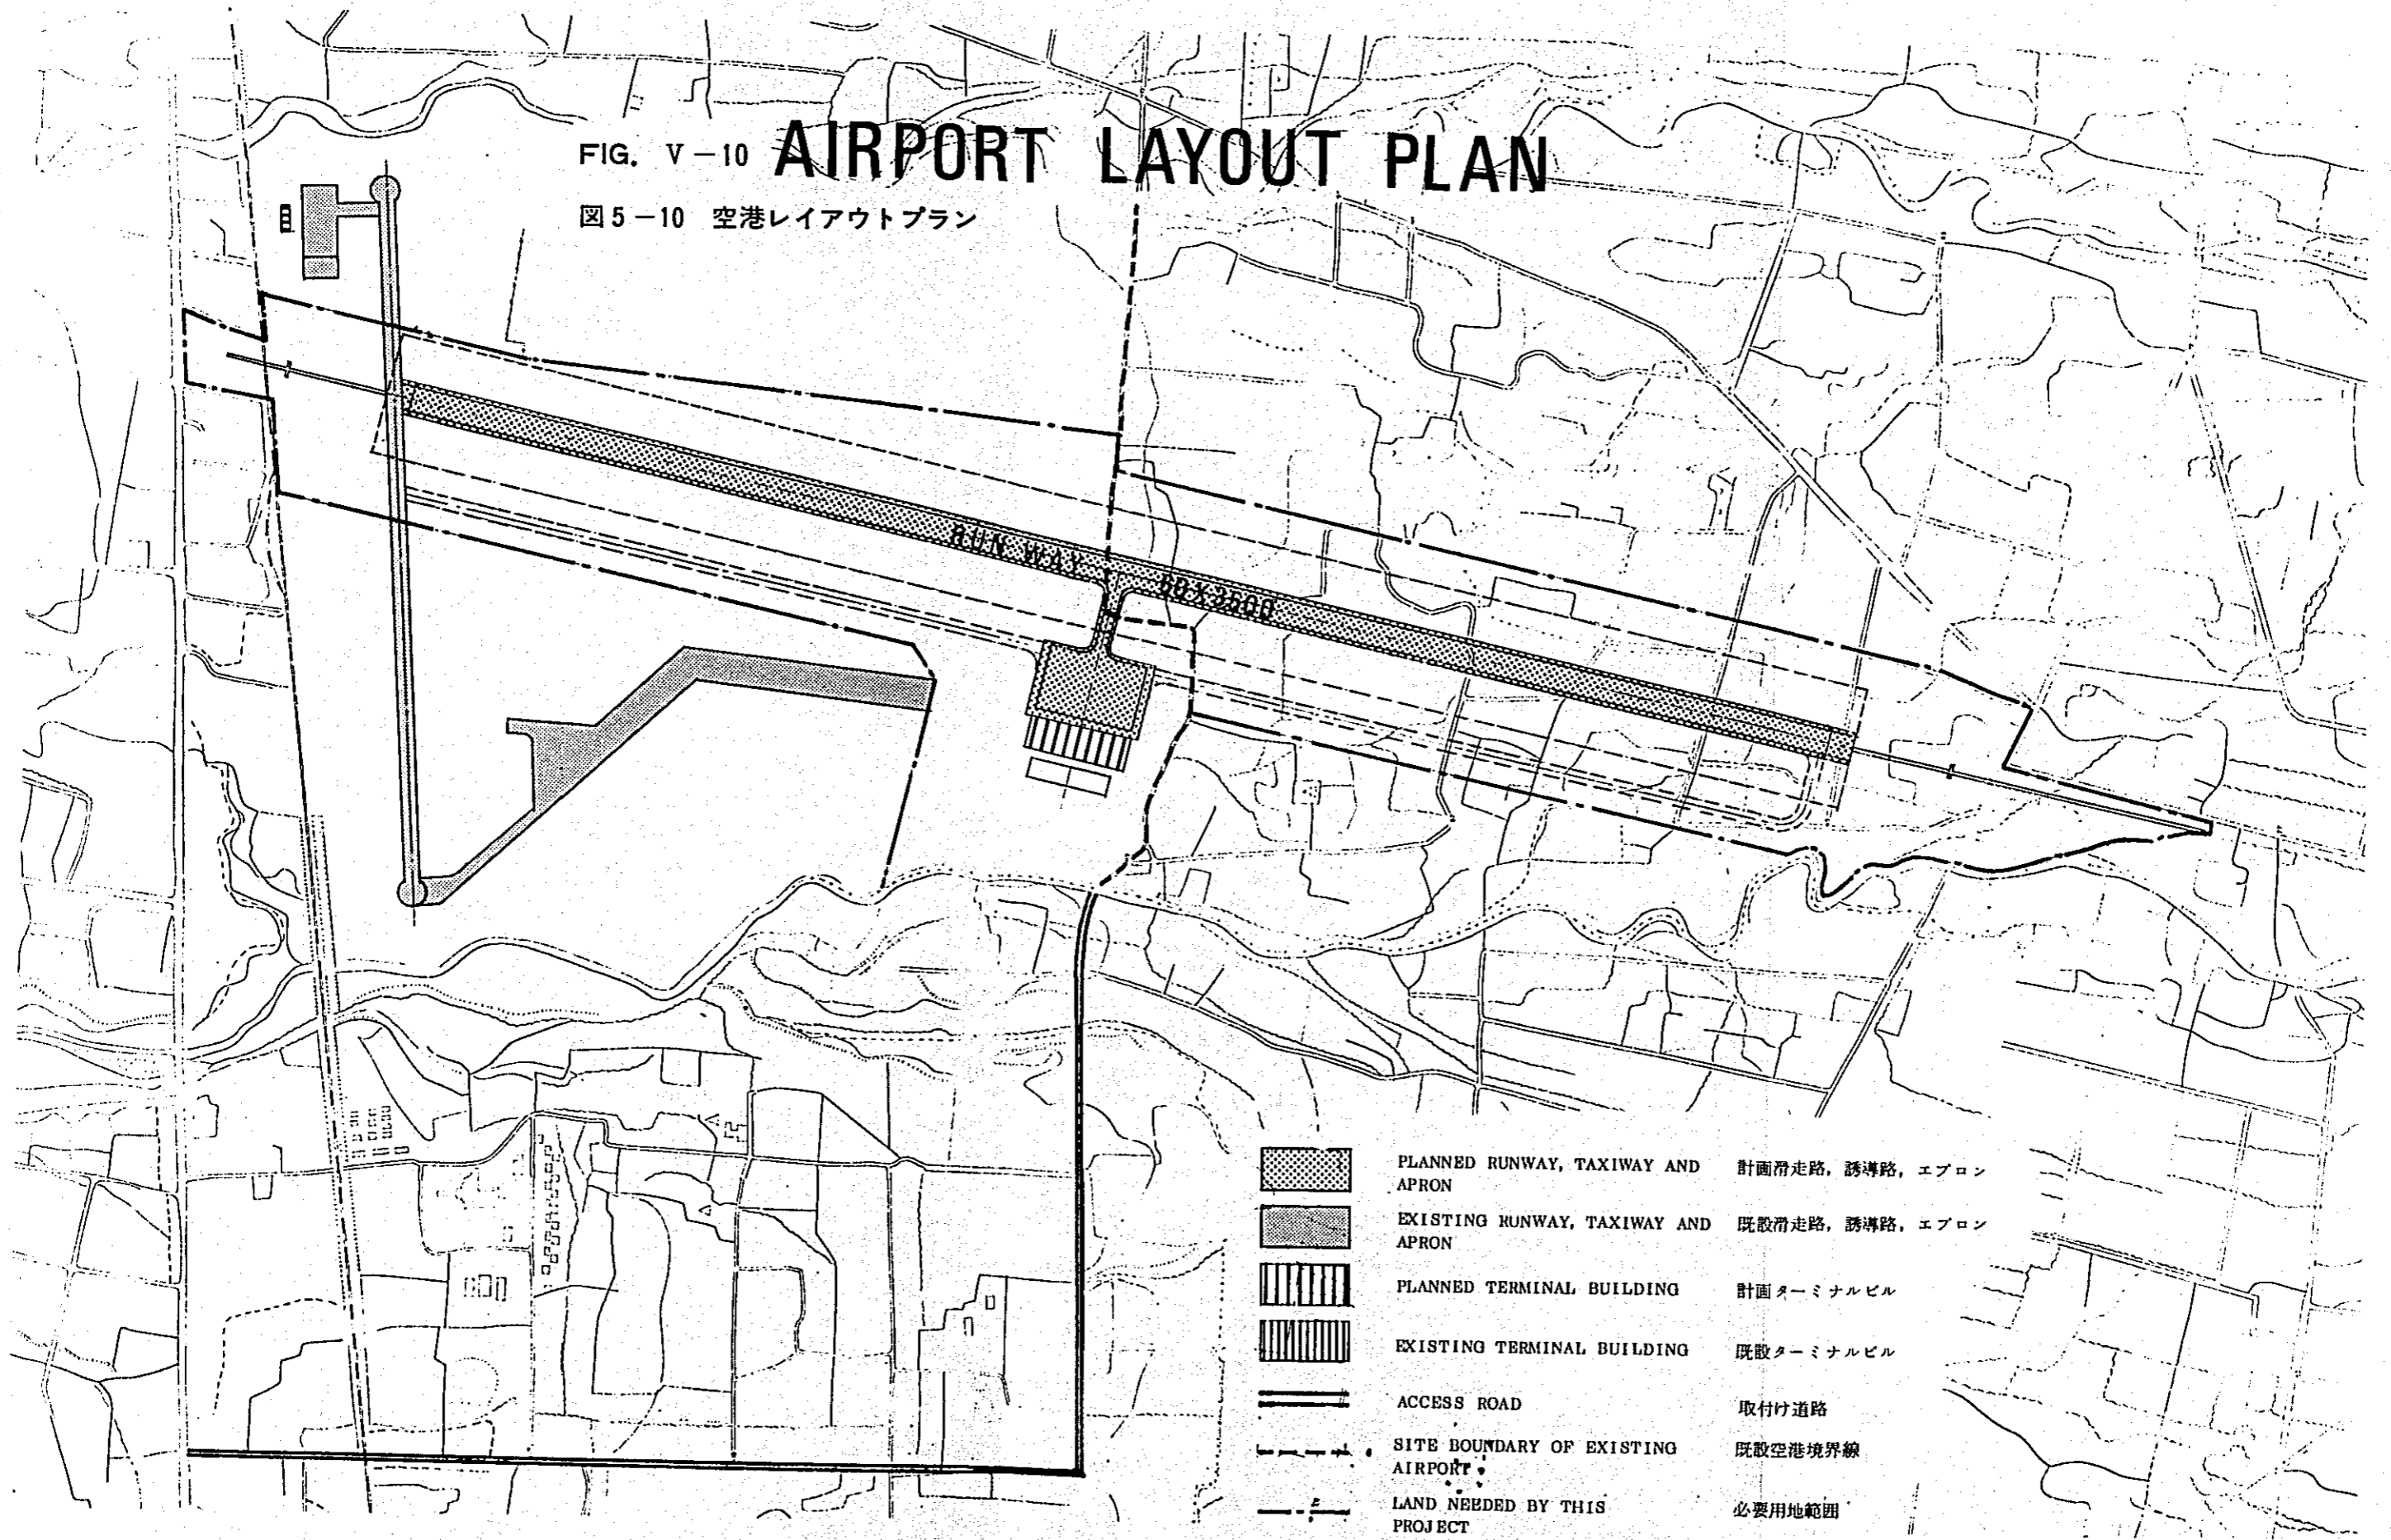 FIG. V-10 AIRPORT LAYOUT PLAN
図5-10 空港レイアウトプラン
RUN WAY
60X3500
PLANNED RUNWAY, TAXIWAY AND APRON
計画滑走路,誘導路,エプロン
EXISTING RUNWAY, TAXIWAY AND APRON
既設滑走路,誘導路,エプロン
PLANNED TERMINAL BUILDING
計画ターミナルビル
EXISTING TERMINAL BUILDING
既設ターミナルビル
ACCESS ROAD
取付け道路
SITE BOUNDARY OF EXISTING AIRPORT
既設空港境界線
LAND NEEDED BY THIS PROJECT
必要用地範囲